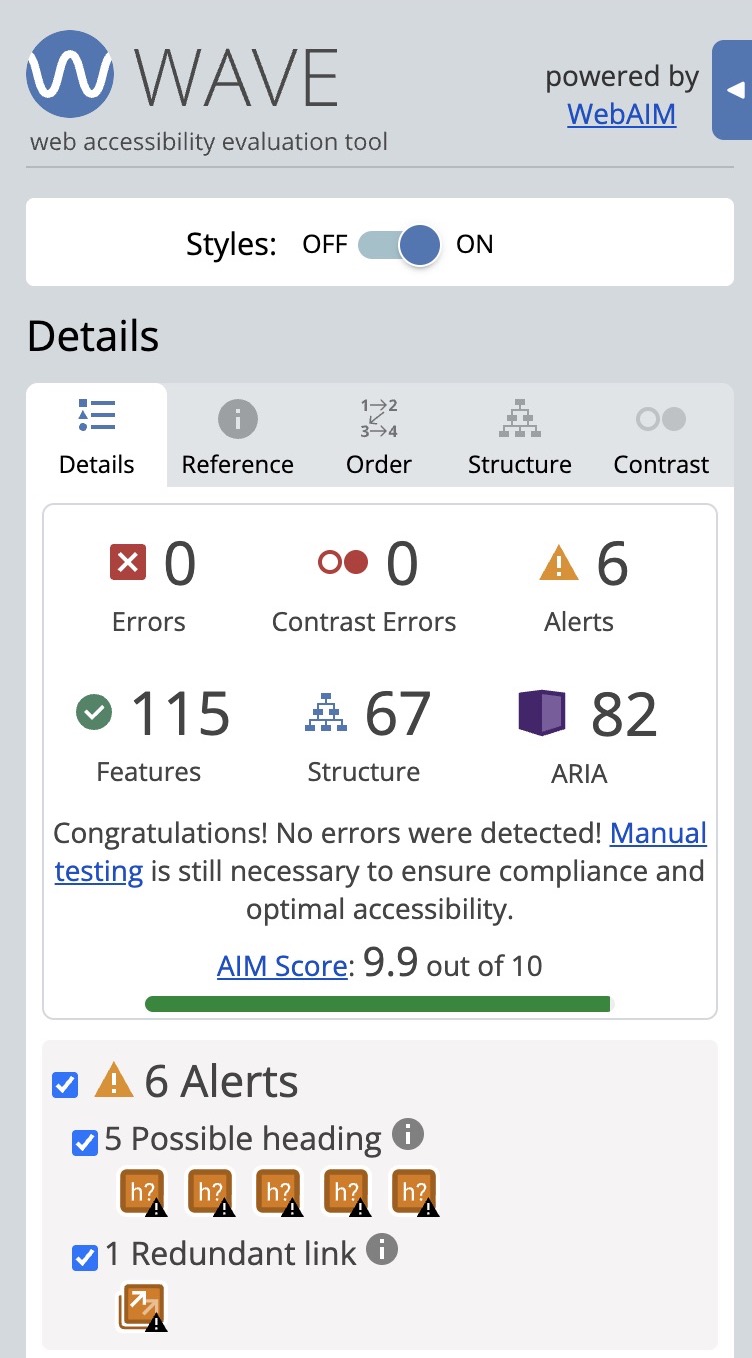 WAVE
web accessibility evaluation tool
powered by
WebAIM
Styles: OFF ON
Details
1 2
3 4
Details Reference Order Structure Contrast
0 0 6
Errors Contrast Errors Alerts
115 67 82
Features Structure ARIA
Congratulations! No errors were detected! Manual
testing is still necessary to ensure compliance and
optimal accessibility.
AIM Score: 9.9 out of 10
6 Alerts
5 Possible heading
h? h? h? h? h?
1 Redundant link